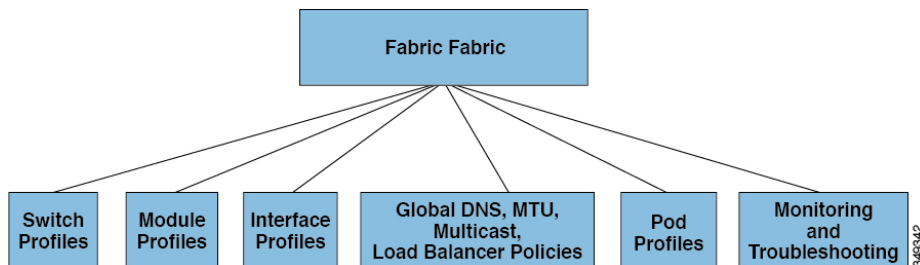 Fabric Fabric
Switch
Profiles
Module
Profiles
Interface
Profiles
Global DNS, MTU,
Multicast,
Load Balancer Policies
Pod
Profiles
Monitoring
and
Troubleshooting
399342